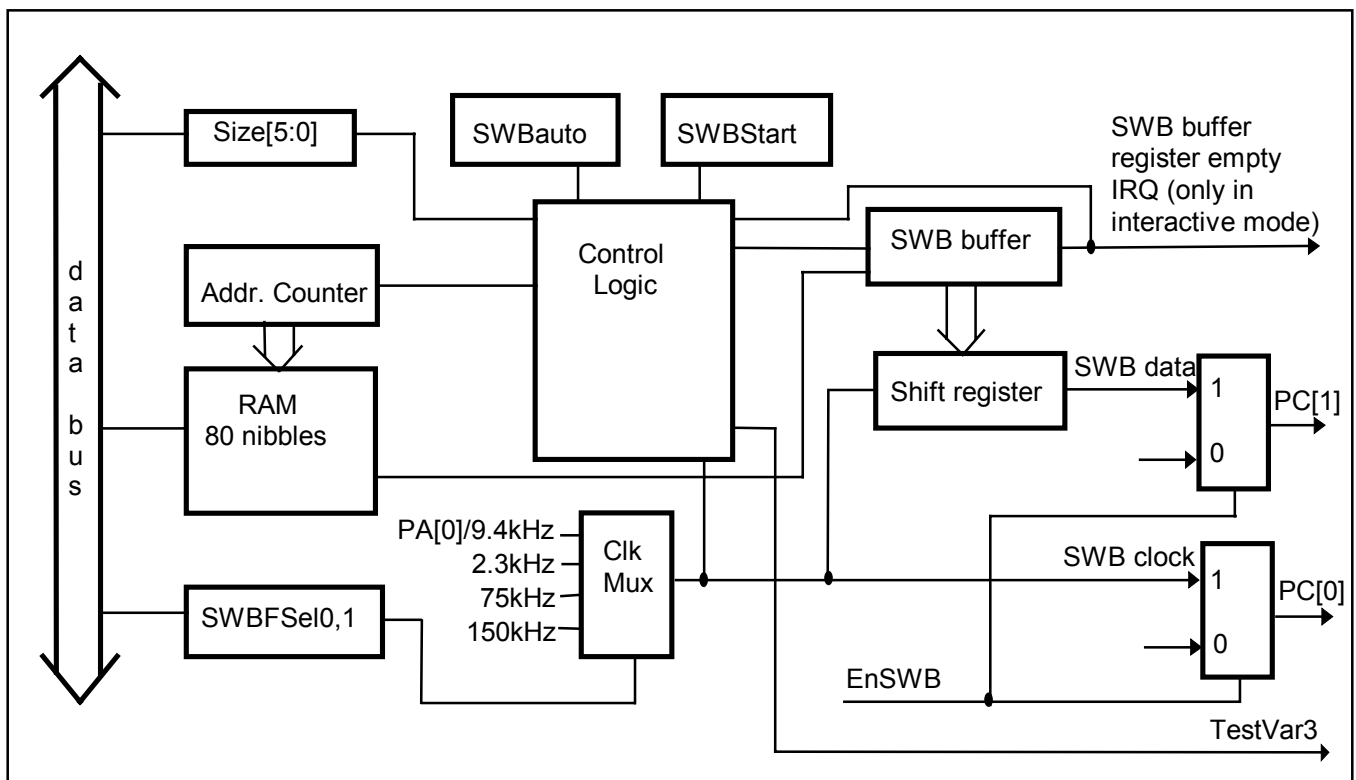 data bus
Size[5:0]
SWBauto
SWBStart
SWB buffer
register empty
IRQ (only in
interactive mode)
Control
Logic
SWB buffer
Addr. Counter
RAM
80 nibbles
Shift register
SWB data
1
0
PC[1]
PA[0]/9.4kHz
2.3kHz
75kHz
150kHz
Clk
Mux
SWB clock
1
0
PC[0]
SWBFSel0,1
EnSWB
TestVar3